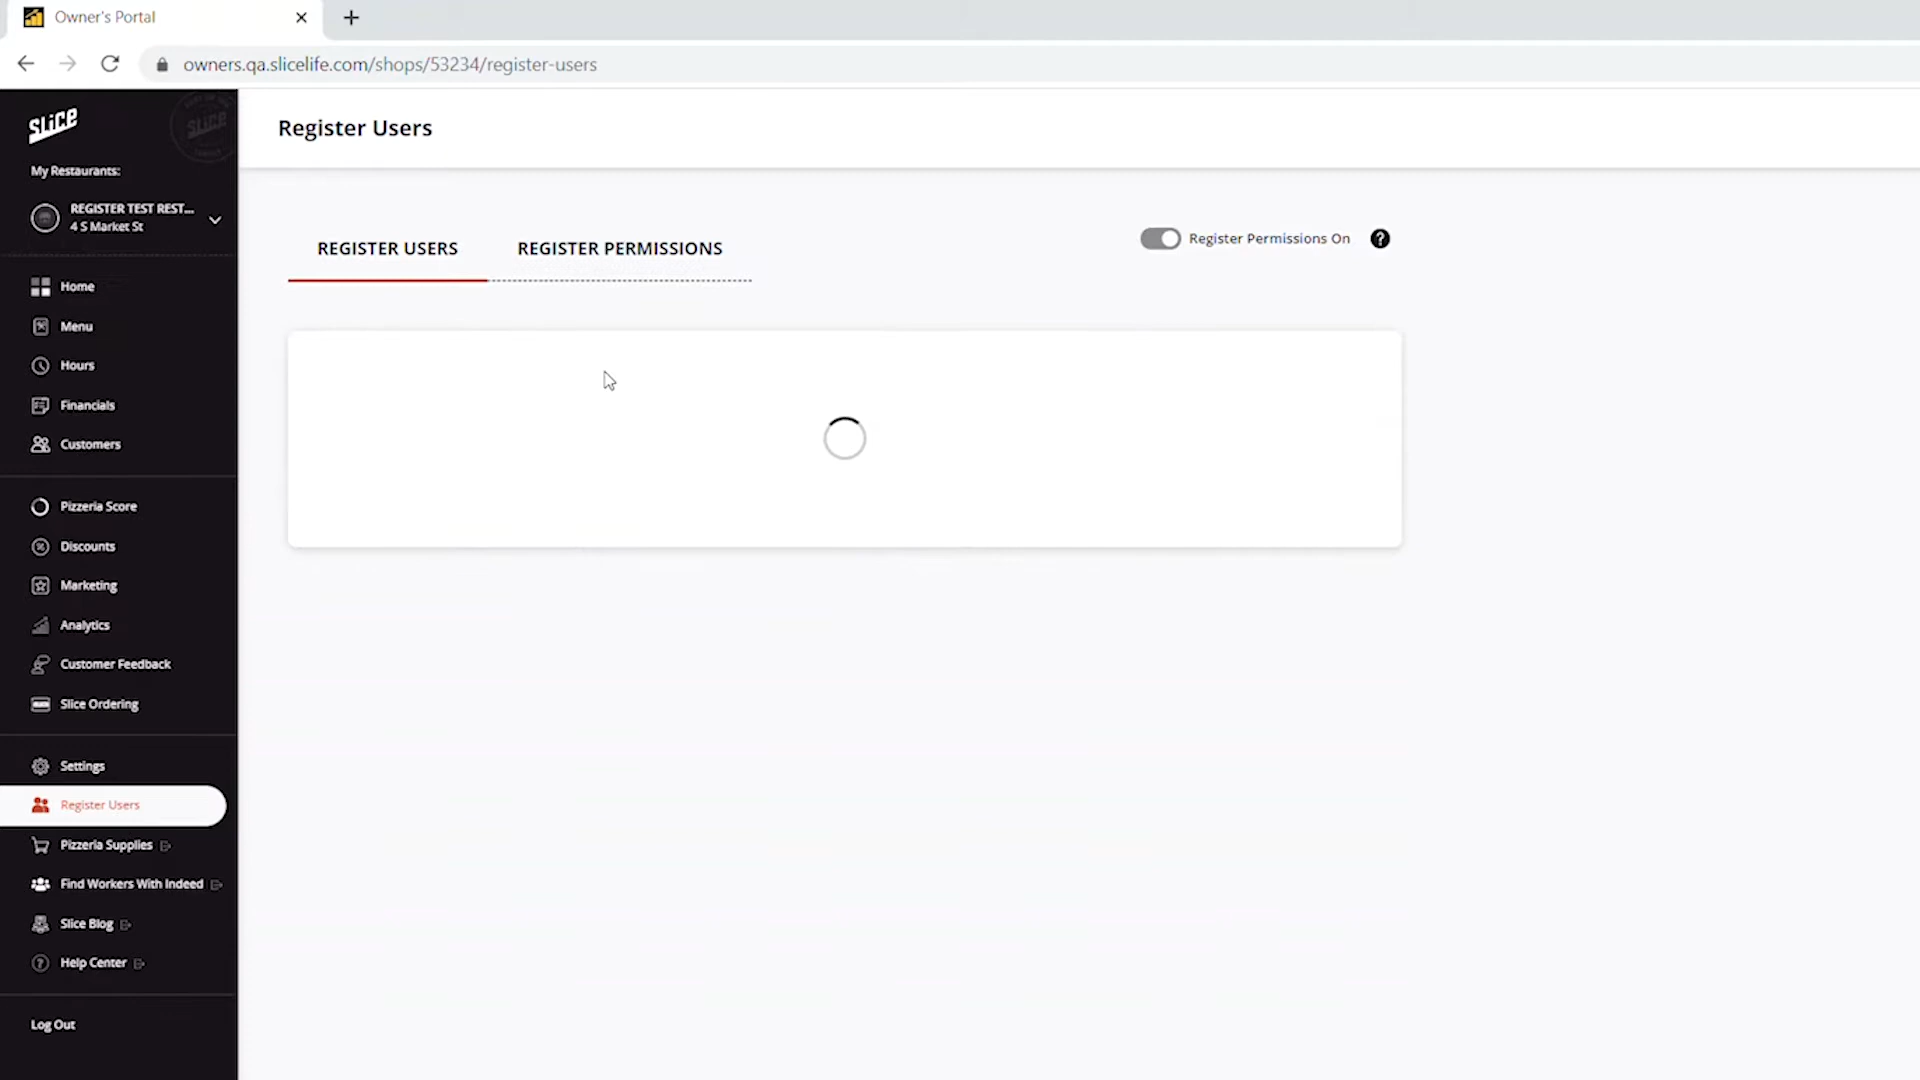 Owner's Portal
owners.qa.slicelife.com/shops/53234/register-users
SLiCE
SLiCE
My Restaurants:
REGISTER TEST REST...
4 S Market St
Home
Menu
Hours
Financials
Customers
Pizzeria Score
Discounts
Marketing
Analytics
Customer Feedback
Slice Ordering
Settings
Register Users
Pizzeria Supplies
Find Workers With Indeed
Slice Blog
Help Center
Log Out
Register Users
REGISTER USERS
REGISTER PERMISSIONS
Register Permissions On
?